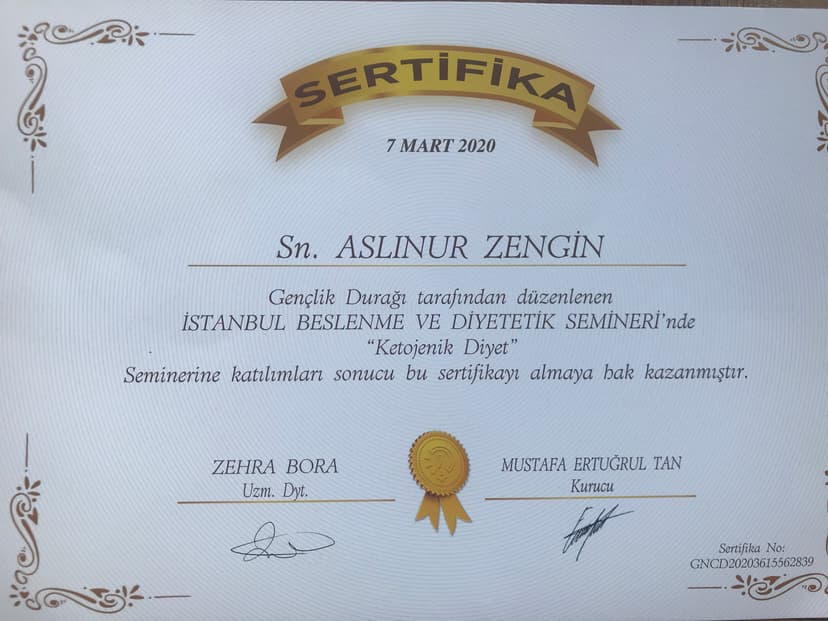 SERTİFİKA
7 MART 2020
Sn. ASLINUR ZENGİN
Gençlik Durağı tarafından düzenlenen
İSTANBUL BESLENME VE DİYETETİK SEMİNERİ'nde
"Ketojenik Diyet"
Seminerine katılımları sonucu bu sertifikayı almaya hak kazanmıştır.
ZEHRA BORA
Uzm. Dyt.
MUSTAFA ERTUĞRUL TAN
Kurucu
Sertifika No:
GNCD20203615562839